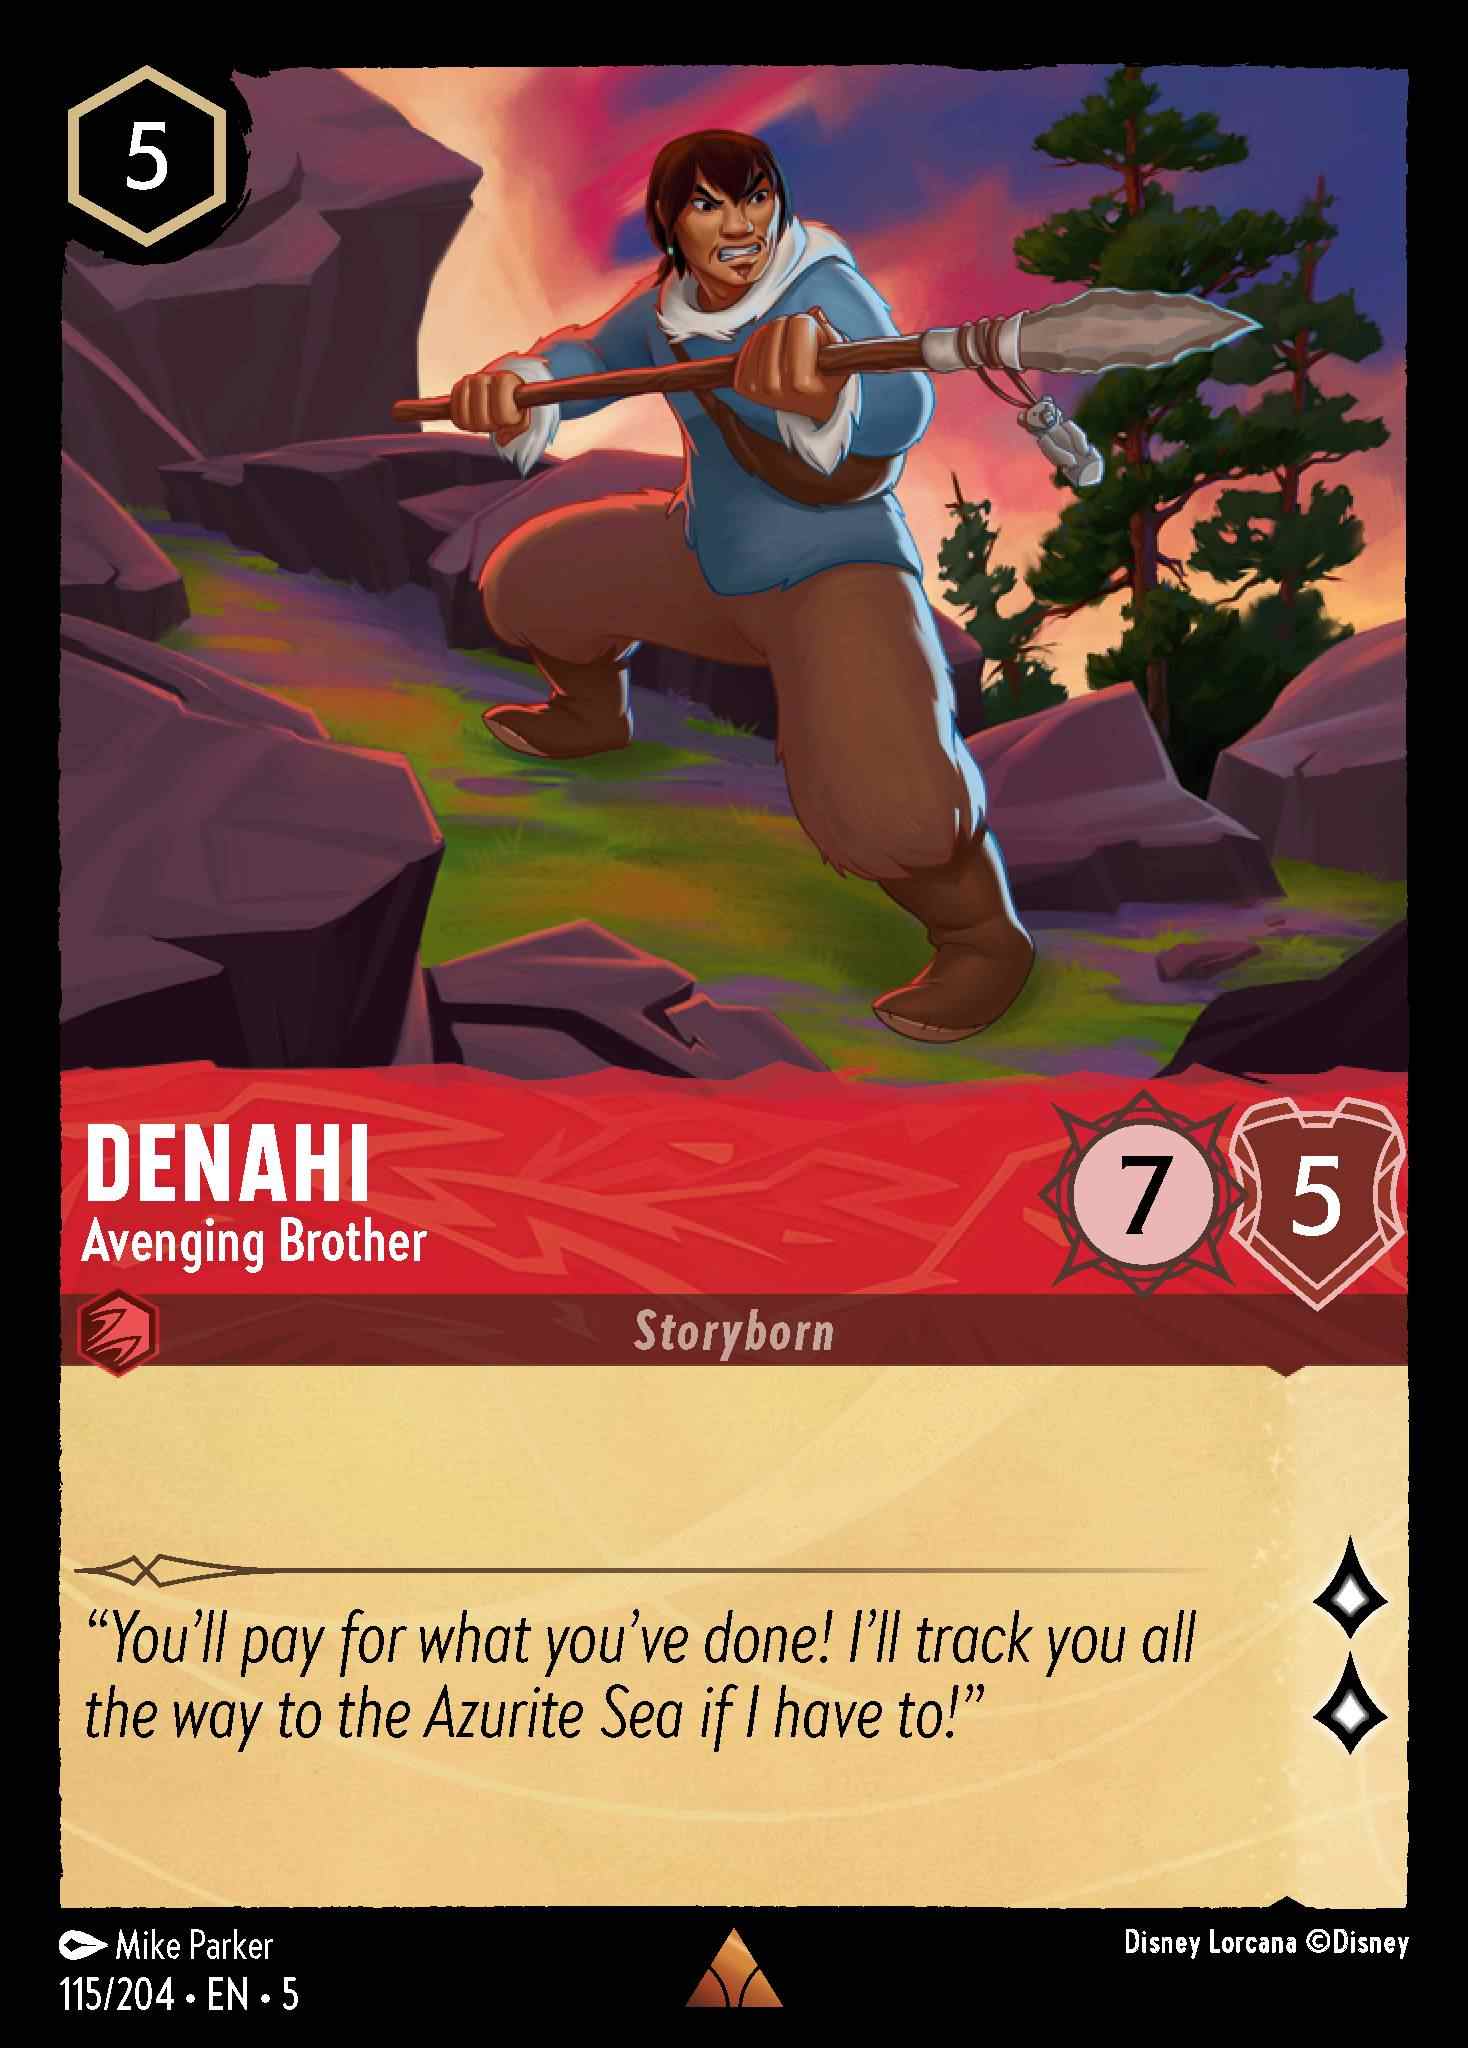 5
DENAHI
Avenging Brother
7
5
Storyborn
“You’ll pay for what you’ve done! I’ll track you all
the way to the Azurite Sea if I have to!”
Mike Parker
Disney Lorcana ©Disney
115/204 • EN • 5